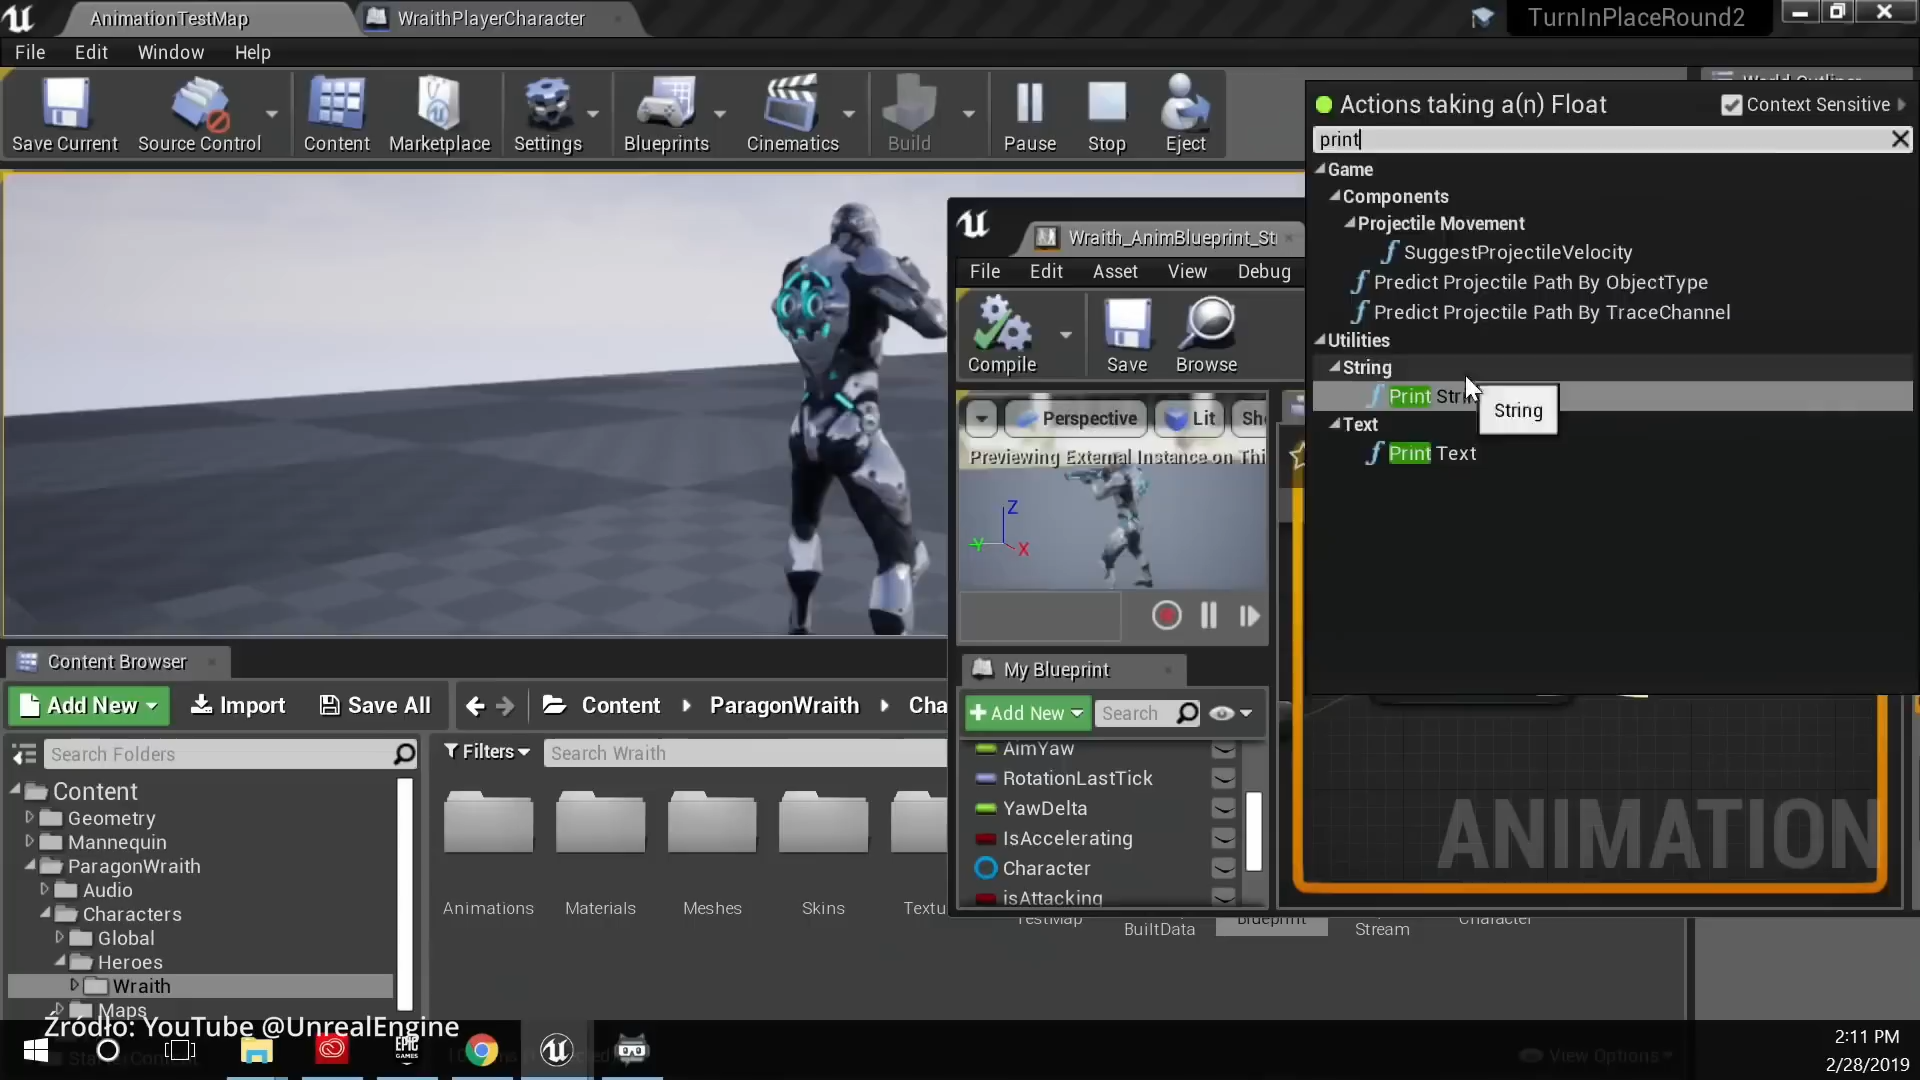 AnimationTestMap
WraithPlayerCharacter
TurnInPlaceRound2
File Edit Window Help
Save Current
Source Control
Content
Marketplace
Settings
Blueprints
Cinematics
Build
Pause
Stop
Eject
World Outliner
Actions taking a(n) Float
Context Sensitive
print
Game
Components
Projectile Movement
f SuggestProjectileVelocity
f Predict Projectile Path By ObjectType
f Predict Projectile Path By TraceChannel
Utilities
String
f Print
String
Text
f Print Text
Wraith_AnimBlueprint_St
File Edit Asset View Debug
Compile
Save
Browse
Perspective
Lit
Sh
Previewing External Instance on Thi
Z
Y
X
My Blueprint
Add New
Search
AimYaw
RotationLastTick
YawDelta
IsAccelerating
Character
isAttacking
ANIMATION
Content Browser
Add New
Import
Save All
Content
ParagonWraith
Cha
Search Folders
Filters
Search Wraith
Content
Geometry
Mannequin
ParagonWraith
Audio
Characters
Global
Heroes
Wraith
Maps
Animations
Materials
Meshes
Skins
Textu
TestMap
BuiltData
Blueprint
Stream
Character
View Options
Źródło: YouTube @UnrealEngine
EPIC
GAMES
2:11 PM
2/28/2019